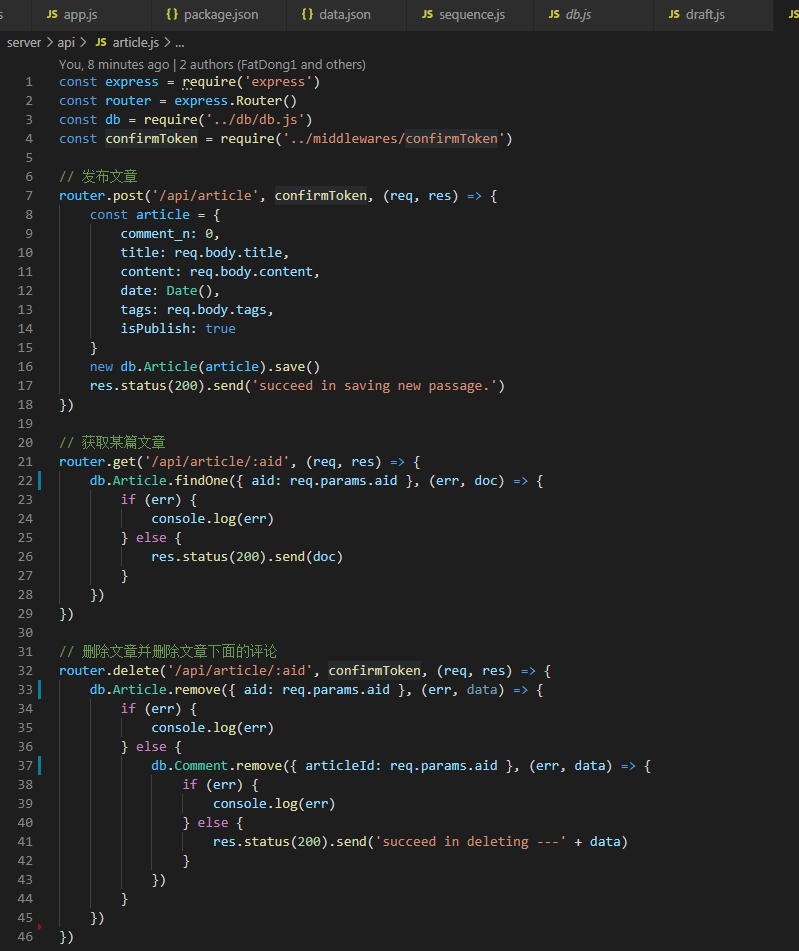 s JS app.js {} package.json {} data.json JS sequence.js JS db.js JS draft.js JS
server > api > JS article.js > ...
You, 8 minutes ago | 2 authors (FatDong1 and others)
1 const express = require('express')
2 const router = express.Router()
3 const db = require('../db/db.js')
4 const confirmToken = require('../middlewares/confirmToken')
5
6 // 发布文章
7 router.post('/api/article', confirmToken, (req, res) => {
8     const article = {
9         comment_n: 0,
10         title: req.body.title,
11         content: req.body.content,
12         date: Date(),
13         tags: req.body.tags,
14         isPublish: true
15     }
16     new db.Article(article).save()
17     res.status(200).send('succeed in saving new passage.')
18 })
19
20 // 获取某篇文章
21 router.get('/api/article/:aid', (req, res) => {
22     db.Article.findOne({ aid: req.params.aid }, (err, doc) => {
23         if (err) {
24             console.log(err)
25         } else {
26             res.status(200).send(doc)
27         }
28     })
29 })
30
31 // 删除文章并删除文章下面的评论
32 router.delete('/api/article/:aid', confirmToken, (req, res) => {
33     db.Article.remove({ aid: req.params.aid }, (err, data) => {
34         if (err) {
35             console.log(err)
36         } else {
37             db.Comment.remove({ articleId: req.params.aid }, (err, data) => {
38                 if (err) {
39                     console.log(err)
40                 } else {
41                     res.status(200).send('succeed in deleting ---' + data)
42                 }
43             })
44         }
45     })
46 })